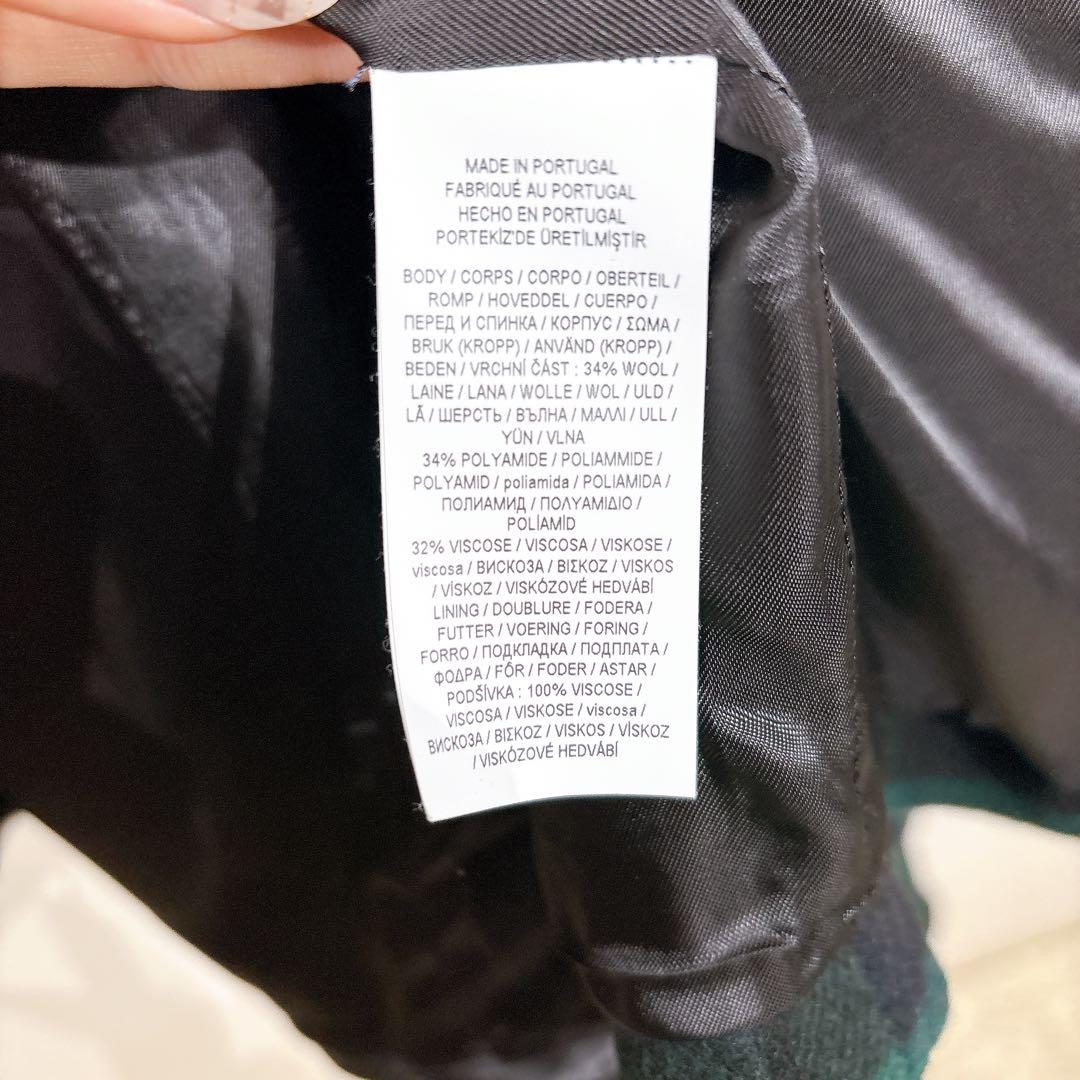 MADE IN PORTUGAL
FABRIQUÉ AU PORTUGAL
HECHO EN PORTUGAL
PORTEKİZ'DE ÜRETİLMİŞTİR
BODY / CORPS / CORPO / OBERTEIL /
ROMP / HOVEDDEL / CUERPO /
ПЕРЕД И СПИНКА / КОРПУС / ΣΩΜΑ /
BRUK (KROPP) / ANVÄND (KROPP) /
BEDEN / VRCHNÍ ČÁST : 34% WOOL /
LAINE / LANA / WOLLE / WOL / ULD /
LÃ / ШЕРСТЬ / ВЪЛНА / ΜΑΛΛΙ / ULL /
YÜN / VLNA
34% POLYAMIDE / POLIAMMIDE /
POLYAMID / poliamida / POLIAMIDA /
ПОЛИАМИД / ΠΟΛΥΑΜΙΔΙΟ /
POLİAMİD
32% VISCOSE / VISCOSA / VISKOSE /
viscosa / ВИСКОЗА / ΒΙΣΚΟΖ / VISKOS
/ VİSKOZ / VISKÓZOVÉ HEDVÁBÍ
LINING / DOUBLURE / FODERA /
FUTTER / VOERING / FORING /
FORRO / ПОДКЛАДКА / ПОДПЛАТА /
ΦΟΔΡΑ / FÔR / FODER / ASTAR /
PODŠÍVKA : 100% VISCOSE /
VISCOSA / VISKOSE / viscosa /
ВИСКОЗА / ΒΙΣΚΟΖ / VISKOS / VİSKOZ
/ VISKÓZOVÉ HEDVÁBÍ